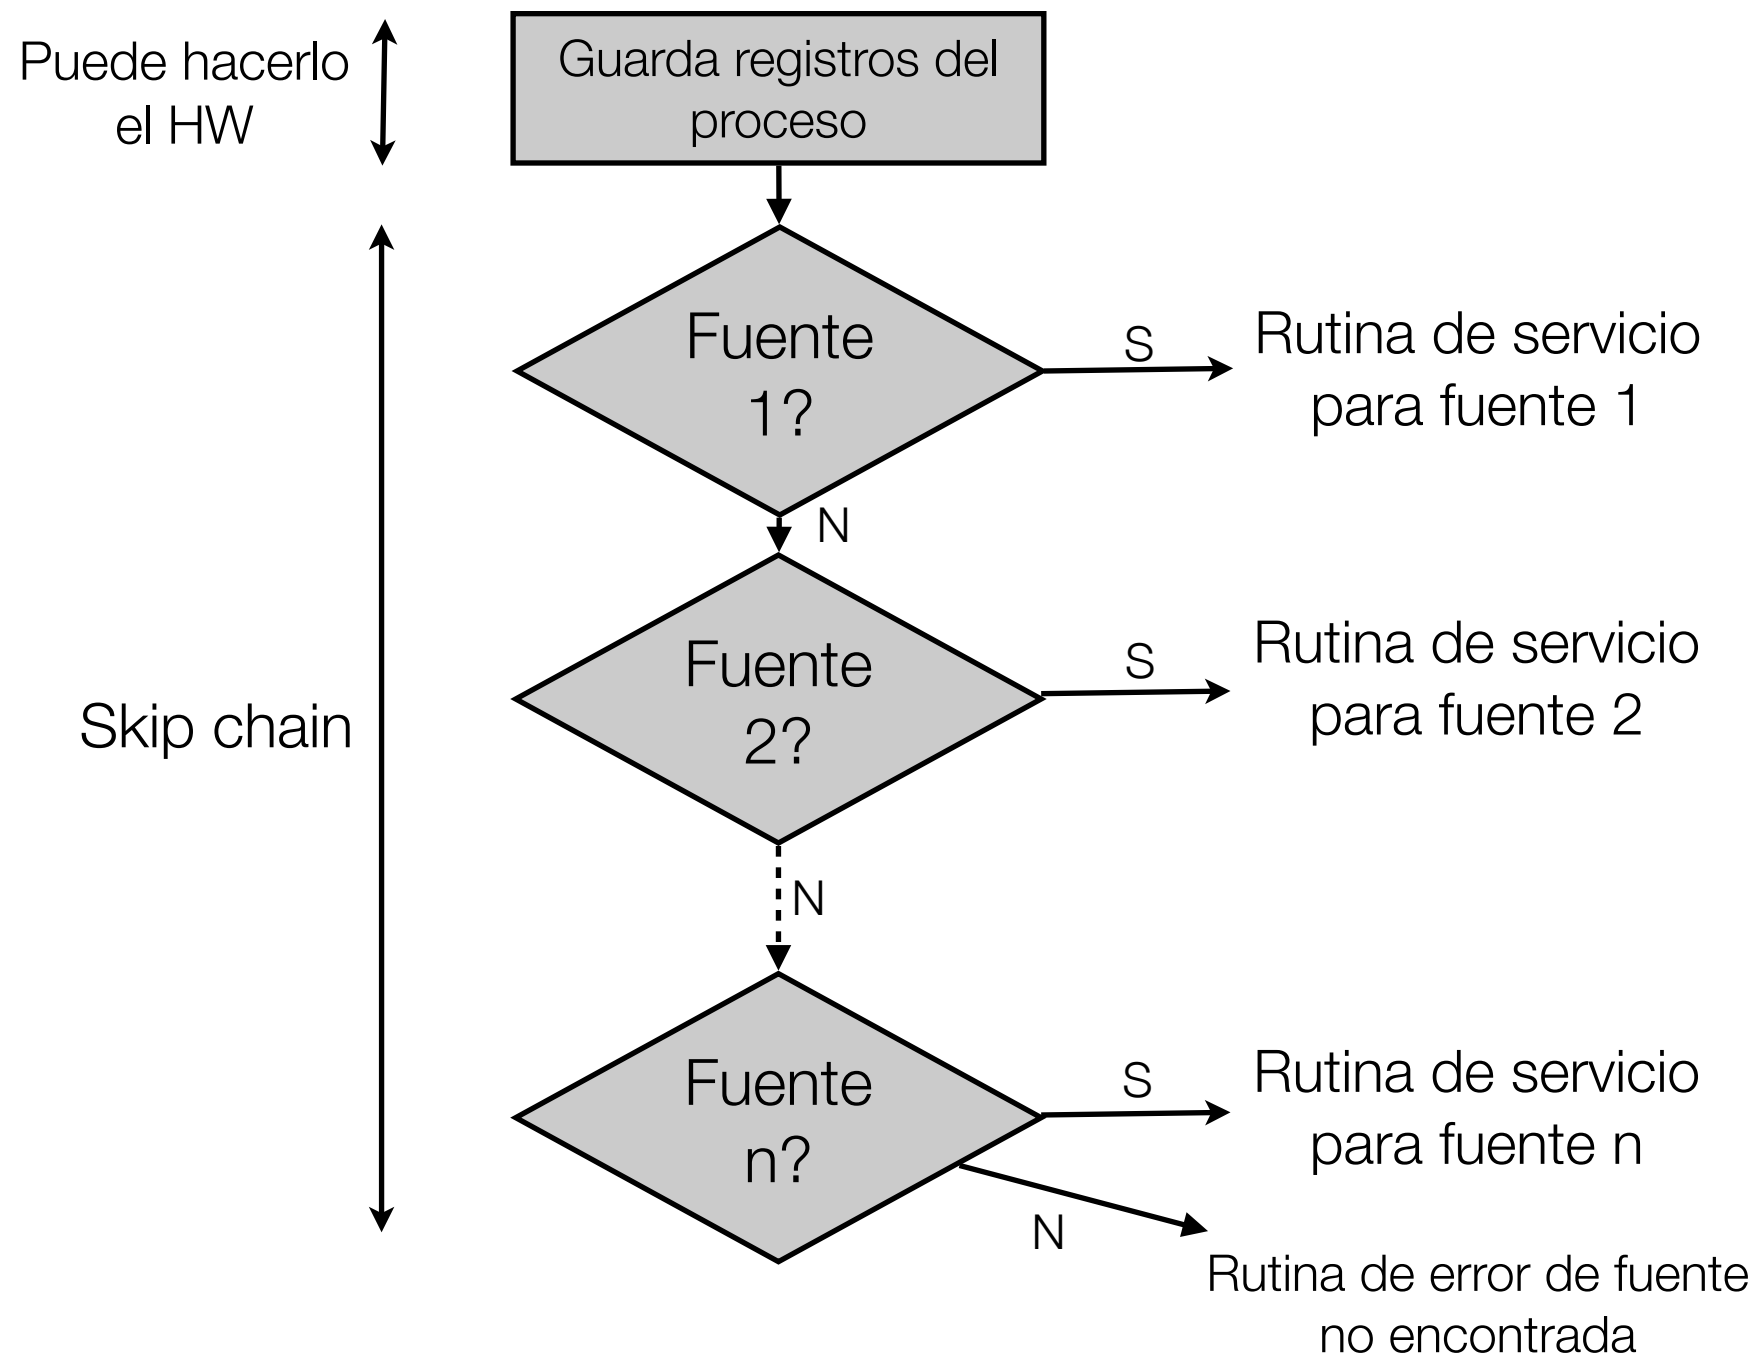 Puede hacerlo
el HW
Guarda registros del
proceso
Fuente
1?
S
Rutina de servicio
para fuente 1
N
Fuente
2?
S
Rutina de servicio
para fuente 2
Skip chain
N
Fuente
n?
S
Rutina de servicio
para fuente n
N
Rutina de error de fuente
no encontrada